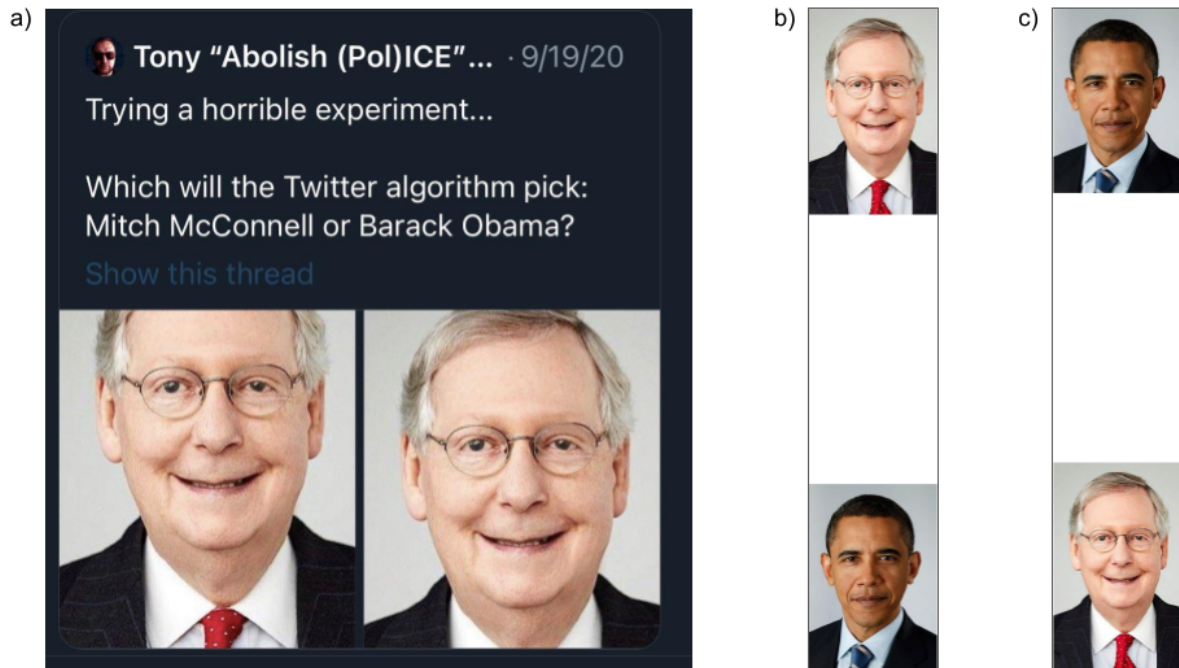 a)
Tony “Abolish (Pol)ICE”... · 9/19/20
Trying a horrible experiment...
Which will the Twitter algorithm pick:
Mitch McConnell or Barack Obama?
Show this thread
b)
c)